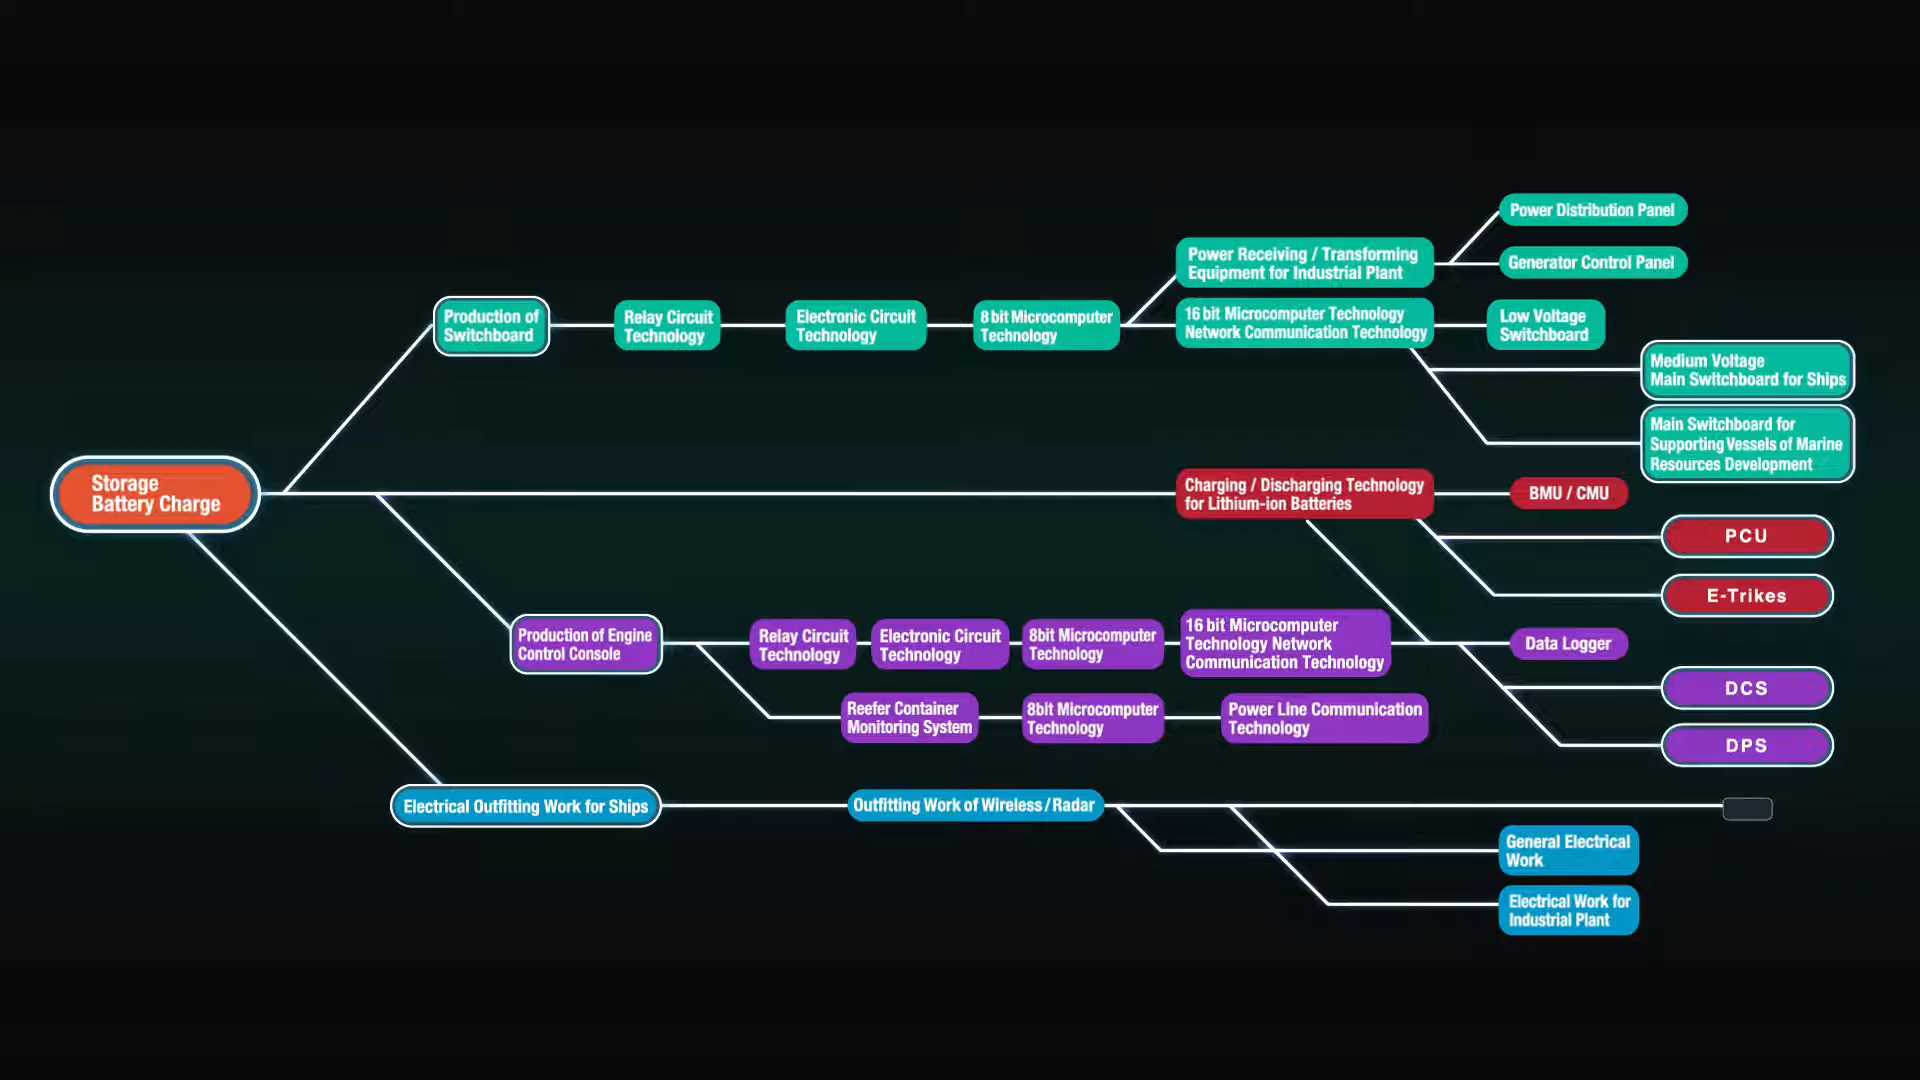 Storage
Battery Charge
Production of
Switchboard
Relay Circuit
Technology
Electronic Circuit
Technology
8bit Microcomputer
Technology
Power Receiving / Transforming
Equipment for Industrial Plant
16 bit Microcomputer Technology
Network Communication Technology
Power Distribution Panel
Generator Control Panel
Low Voltage
Switchboard
Medium Voltage
Main Switchboard for Ships
Main Switchboard for
Supporting Vessels of Marine
Resources Development
Charging / Discharging Technology
for Lithium-ion Batteries
BMU / CMU
PCU
E-Trikes
Production of Engine
Control Console
Relay Circuit
Technology
Electronic Circuit
Technology
8bit Microcomputer
Technology
16 bit Microcomputer
Technology Network
Communication Technology
Data Logger
DCS
DPS
Reefer Container
Monitoring System
8bit Microcomputer
Technology
Power Line Communication
Technology
Electrical Outfitting Work for Ships
Outfitting Work of Wireless / Radar
General Electrical
Work
Electrical Work for
Industrial Plant